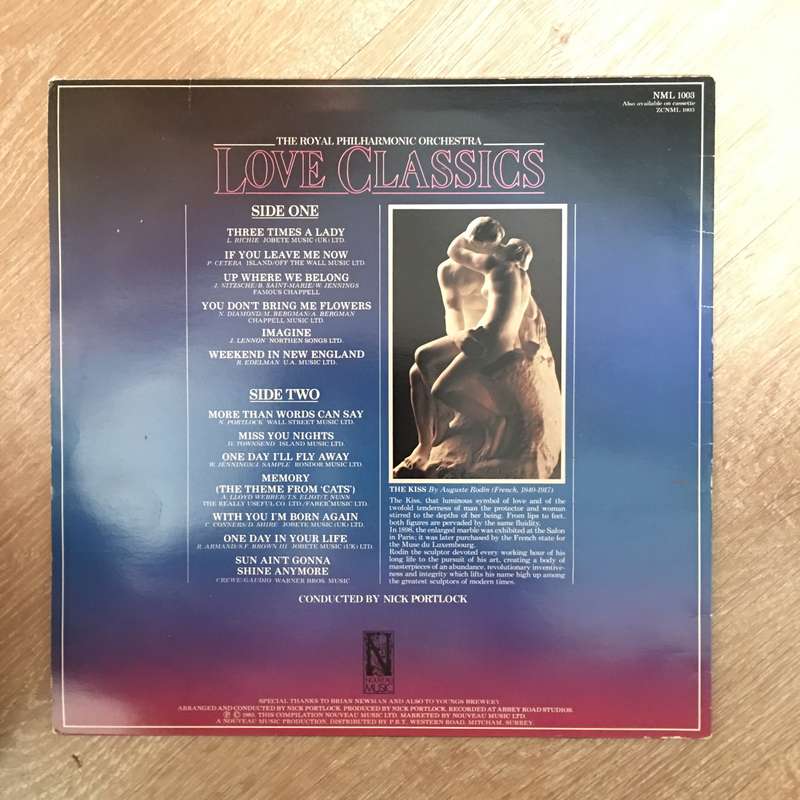 NML 1003
Also available on cassette
ZCNML 1003
THE ROYAL PHILHARMONIC ORCHESTRA
LOVE CLASSICS
SIDE ONE
THREE TIMES A LADY
L. RICHIE JOBETE MUSIC (UK) LTD.
IF YOU LEAVE ME NOW
P. CETERA ISLAND/OFF THE WALL MUSIC LTD.
UP WHERE WE BELONG
J. NITZSCHE/B. SAINT-MARIE/W. JENNINGS
FAMOUS CHAPPELL
YOU DON'T BRING ME FLOWERS
N. DIAMOND/M. BERGMAN/A. BERGMAN
CHAPPELL MUSIC LTD.
IMAGINE
J. LENNON NORTHEN SONGS LTD.
WEEKEND IN NEW ENGLAND
R. EDELMAN U.A. MUSIC LTD.
SIDE TWO
MORE THAN WORDS CAN SAY
N. PORTLOCK WALL STREET MUSIC LTD.
MISS YOU NIGHTS
D. TOWNSEND ISLAND MUSIC LTD.
ONE DAY I'LL FLY AWAY
W. JENNINGS/J. SAMPLE RONDOR MUSIC LTD
MEMORY
(THE THEME FROM 'CATS')
A. LLOYD WEBBER/T.S. ELIOT/T. NUNN
THE REALLY USEFUL CO LTD/FABER MUSIC LTD.
WITH YOU I'M BORN AGAIN
C. CONNERS/D. SHIRE JOBETE MUSIC (UK) LTD.
ONE DAY IN YOUR LIFE
R. ARMAND/S.F. BROWN III JOBETE MUSIC (UK) LTD.
SUN AIN'T GONNA
SHINE ANYMORE
CREWE/GAUDIO WARNER BROS. MUSIC
THE KISS By Auguste Rodin (French, 1840-1917)
The Kiss, that luminous symbol of love and of the
twofold tenderness of man the protector and woman
stirred to the depths of her being. From lips to feet,
both figures are pervaded by the same fluidity.
In 1898, the enlarged marble was exhibited at the Salon
in Paris; it was later purchased by the French state for
the Muse du Luxembourg.
Rodin the sculptor devoted every working hour of his
long life to the pursuit of his art, creating a body of
masterpieces of an abundance, revolutionary inventive-
ness and integrity which lifts his name high up among
the greatest sculptors of modern times.
CONDUCTED BY NICK PORTLOCK
N
NOUVEAU
MUSIC
SPECIAL THANKS TO BRIAN NEWMAN AND ALSO TO YOUNGS BREWERY
ARRANGED AND CONDUCTED BY NICK PORTLOCK. PRODUCED BY NICK PORTLOCK. RECORDED AT ABBEY ROAD STUDIOS.
Ⓟ © 1983. THIS COMPILATION NOUVEAU MUSIC LTD. MARKETED BY NOUVEAU MUSIC LTD.
A NOUVEAU MUSIC PRODUCTION, DISTRIBUTED BY P.R.T. WESTERN ROAD, MITCHAM, SURREY.